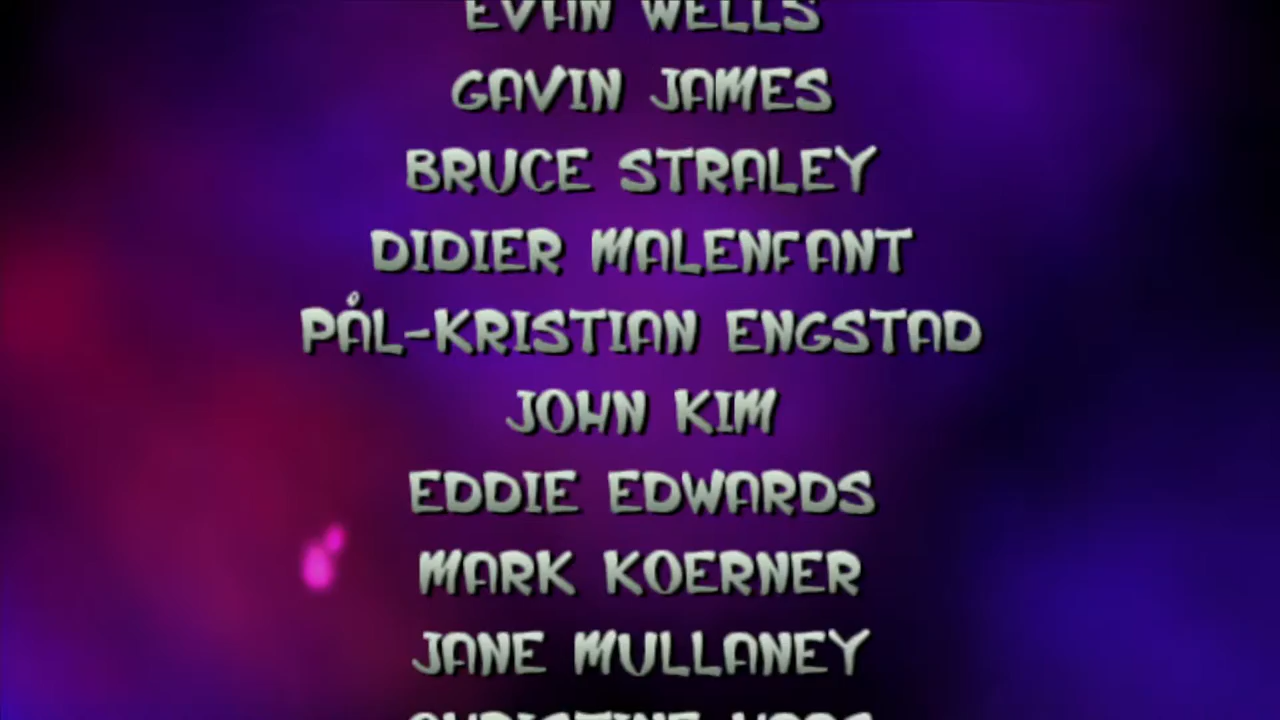 EVAN WELLS
GAVIN JAMES
BRUCE STRALEY
DIDIER MALENFANT
PÅL-KRISTIAN ENGSTAD
JOHN KIM
EDDIE EDWARDS
MARK KOERNER
JANE MULLANEY
CHRISTINE